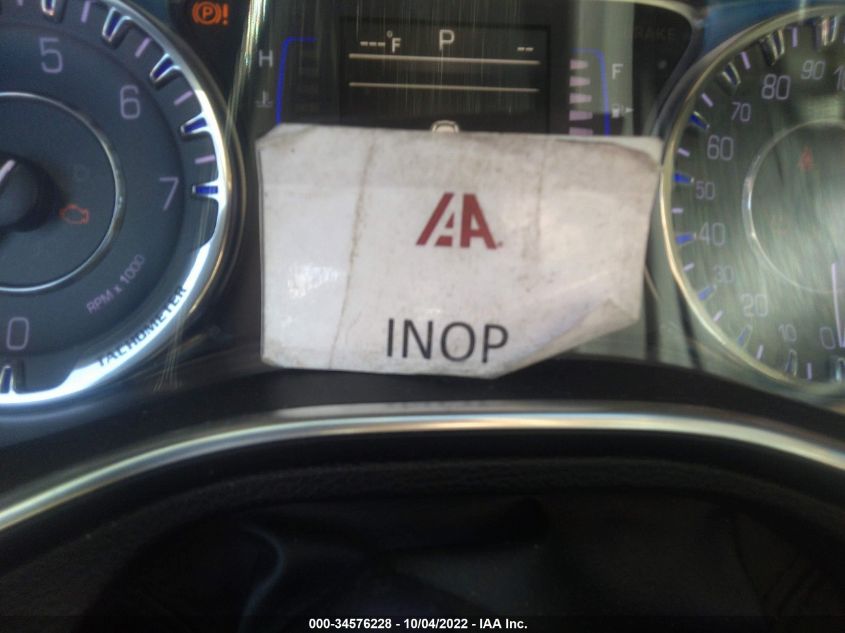 (P)!
---°F P --
BRAKE
H
F
5
6
7
0
RPM x 1000
TACHOMETER
IAA
INOP
90
80
70
60
50
40
30
20
10
0
000-34576228 - 10/04/2022 - IAA Inc.